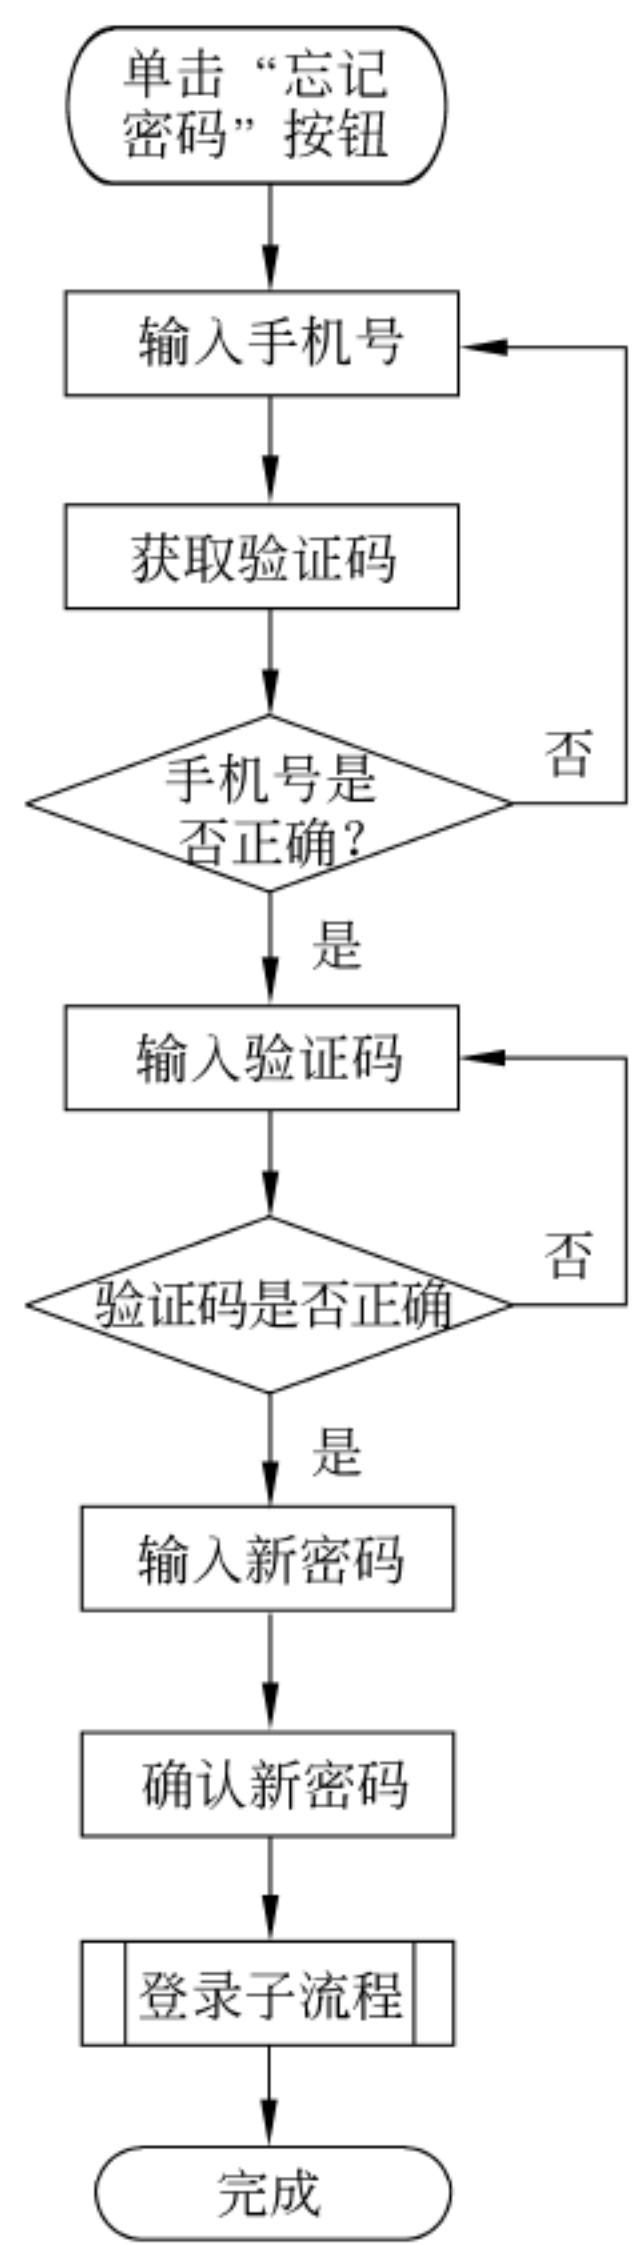 单击“忘记
密码”按钮
输入手机号
获取验证码
手机号是
否正确？
否
是
输入验证码
验证码是否正确
否
是
输入新密码
确认新密码
登录子流程
完成